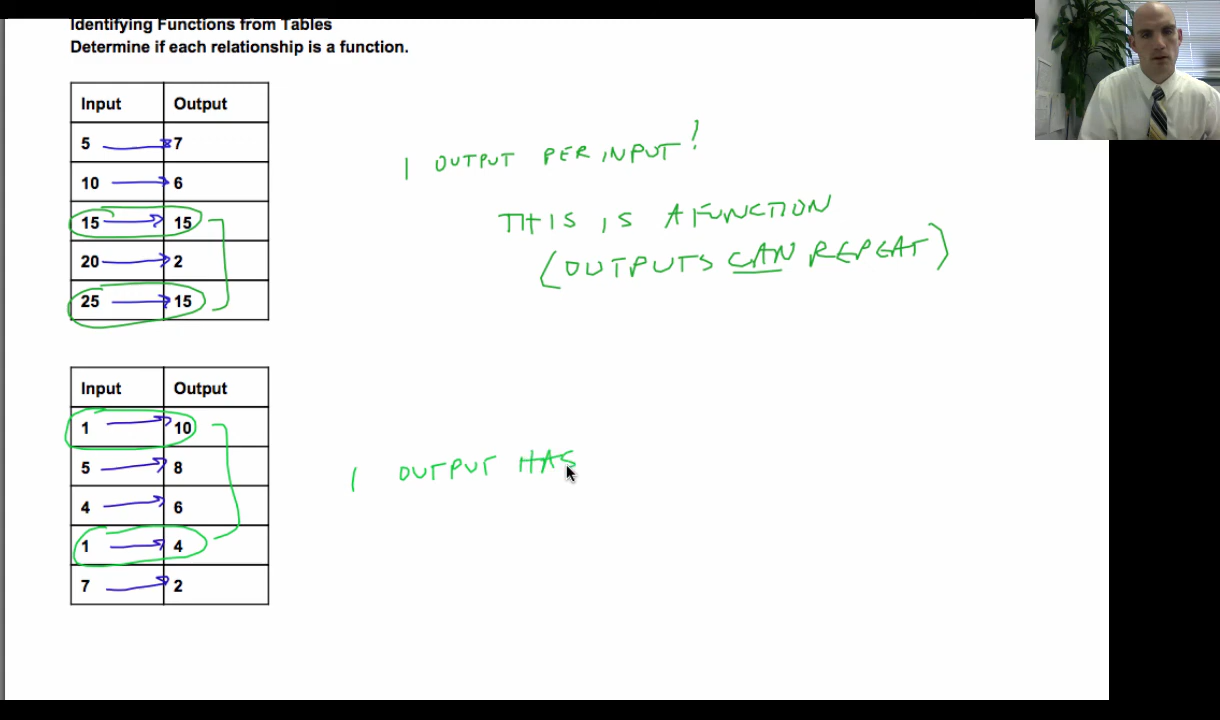 Identifying Functions from Tables
Determine if each relationship is a function.
Input Output
5 7
10 6
15 15
20 2
25 15
1 OUTPUT PER INPUT!
THIS IS A FUNCTION
(OUTPUTS CAN REPEAT)
Input Output
1 10
5 8
4 6
1 4
7 2
1 OUTPUT HAS